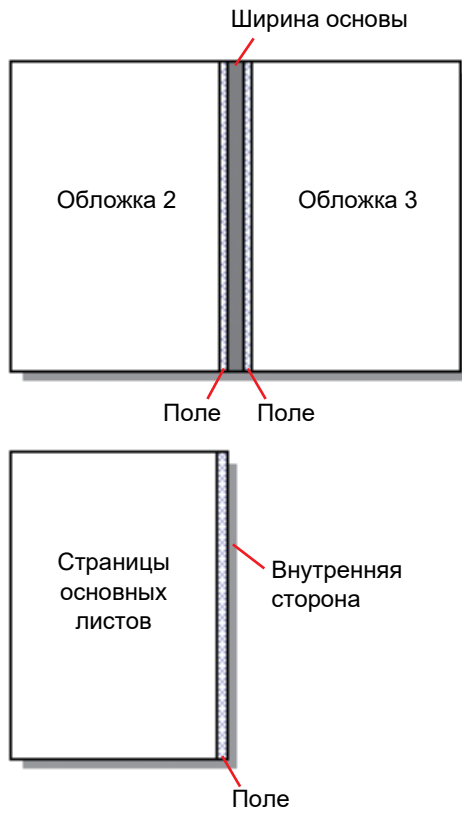 Ширина основы
Обложка 2
Обложка 3
Поле
Поле
Страницы
основных
листов
Внутренняя
сторона
Поле